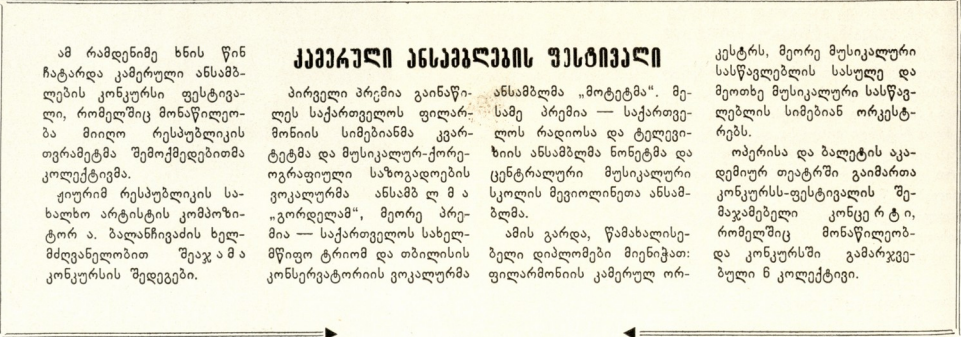 კამერული ანსამბლების ფესტივალი
ამ რამდენიმე ხნის წინ
ჩატარდა კამერული ანსამბ-
ლების კონკურსი ფესტივა-
ლი, რომელშიც მონაწილეო-
ბა მიიღო რესპუბლიკის
თვრამეტმა შემოქმედებითმა
კოლექტივმა.
ჟიურიმ რესპუბლიკის სა-
ხალხო არტისტის კომპოზი-
ტორ ა. ბალანჩივაძის ხელ-
მძღვანელობით შეაჯამა
კონკურსის შედეგები.
პირველი პრემია გაინაწი-
ლეს საქართველოს ფილარ-
მონიის სიმებიანმა კვარ-
ტეტმა და მუსიკალურ-ქორე-
ოგრაფიული საზოგადოების
ვოკალურმა ანსამბლმა
„გორდელამ“, მეორე პრე-
მია — საქართველოს სახელ-
მწიფო ტრიომ და თბილისის
კონსერვატორიის ვოკალურმა
ანსამბლმა „მოტეტმა“. მე-
სამე პრემია — საქართვე-
ლოს რადიოსა და ტელევი-
ზიის ანსამბლმა ნონეტმა და
ცენტრალური მუსიკალური
სკოლის მევიოლინეთა ანსამ-
ბლმა.
ამის გარდა, წამახალისე-
ბელი დიპლომები მიენიჭათ:
ფილარმონიის კამერულ ორ-
კესტრს, მეორე მუსიკალური
სასწავლებლის სასულე და
მეოთხე მუსიკალური სასწავ-
ლებლის სიმებიან ორკესტ-
რებს.
ოპერისა და ბალეტის აკა-
დემიურ თეატრში გაიმართა
კონკურსს-ფესტივალის შე-
მაჯამებელი კონცერტი,
რომელშიც მონაწილეობ-
და კონკურსში გამარჯვე-
ბული 6 კოლექტივი.